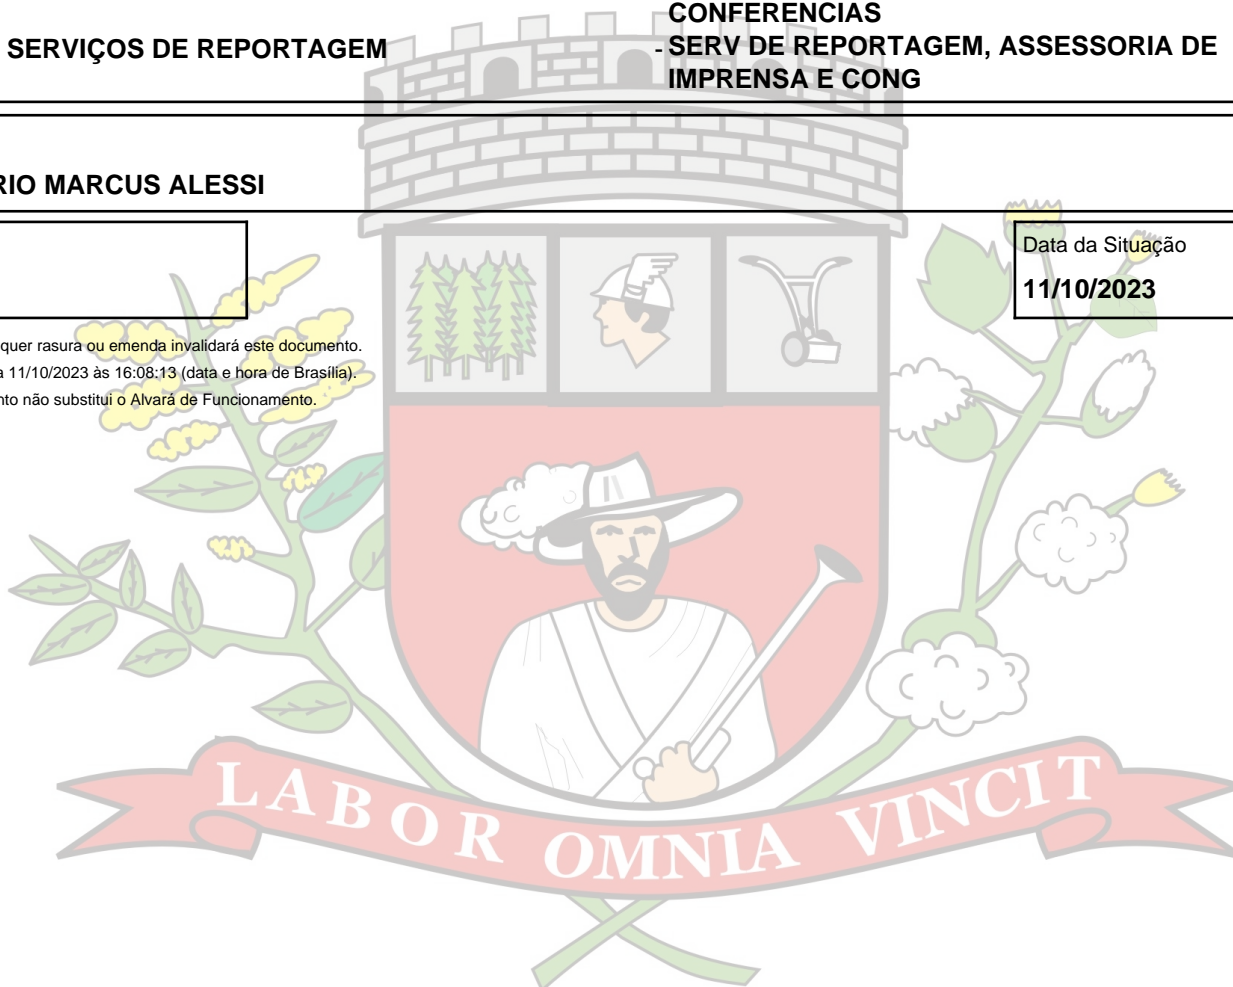 CONFERENCIAS
SERVIÇOS DE REPORTAGEM
- SERV DE REPORTAGEM, ASSESSORIA DE
IMPRENSA E CONG
RIO MARCUS ALESSI
Data da Situação
11/10/2023
quer rasura ou emenda invalidará este documento.
a 11/10/2023 às 16:08:13 (data e hora de Brasília).
nto não substitui o Alvará de Funcionamento.
LABOR OMNIA VINCIT